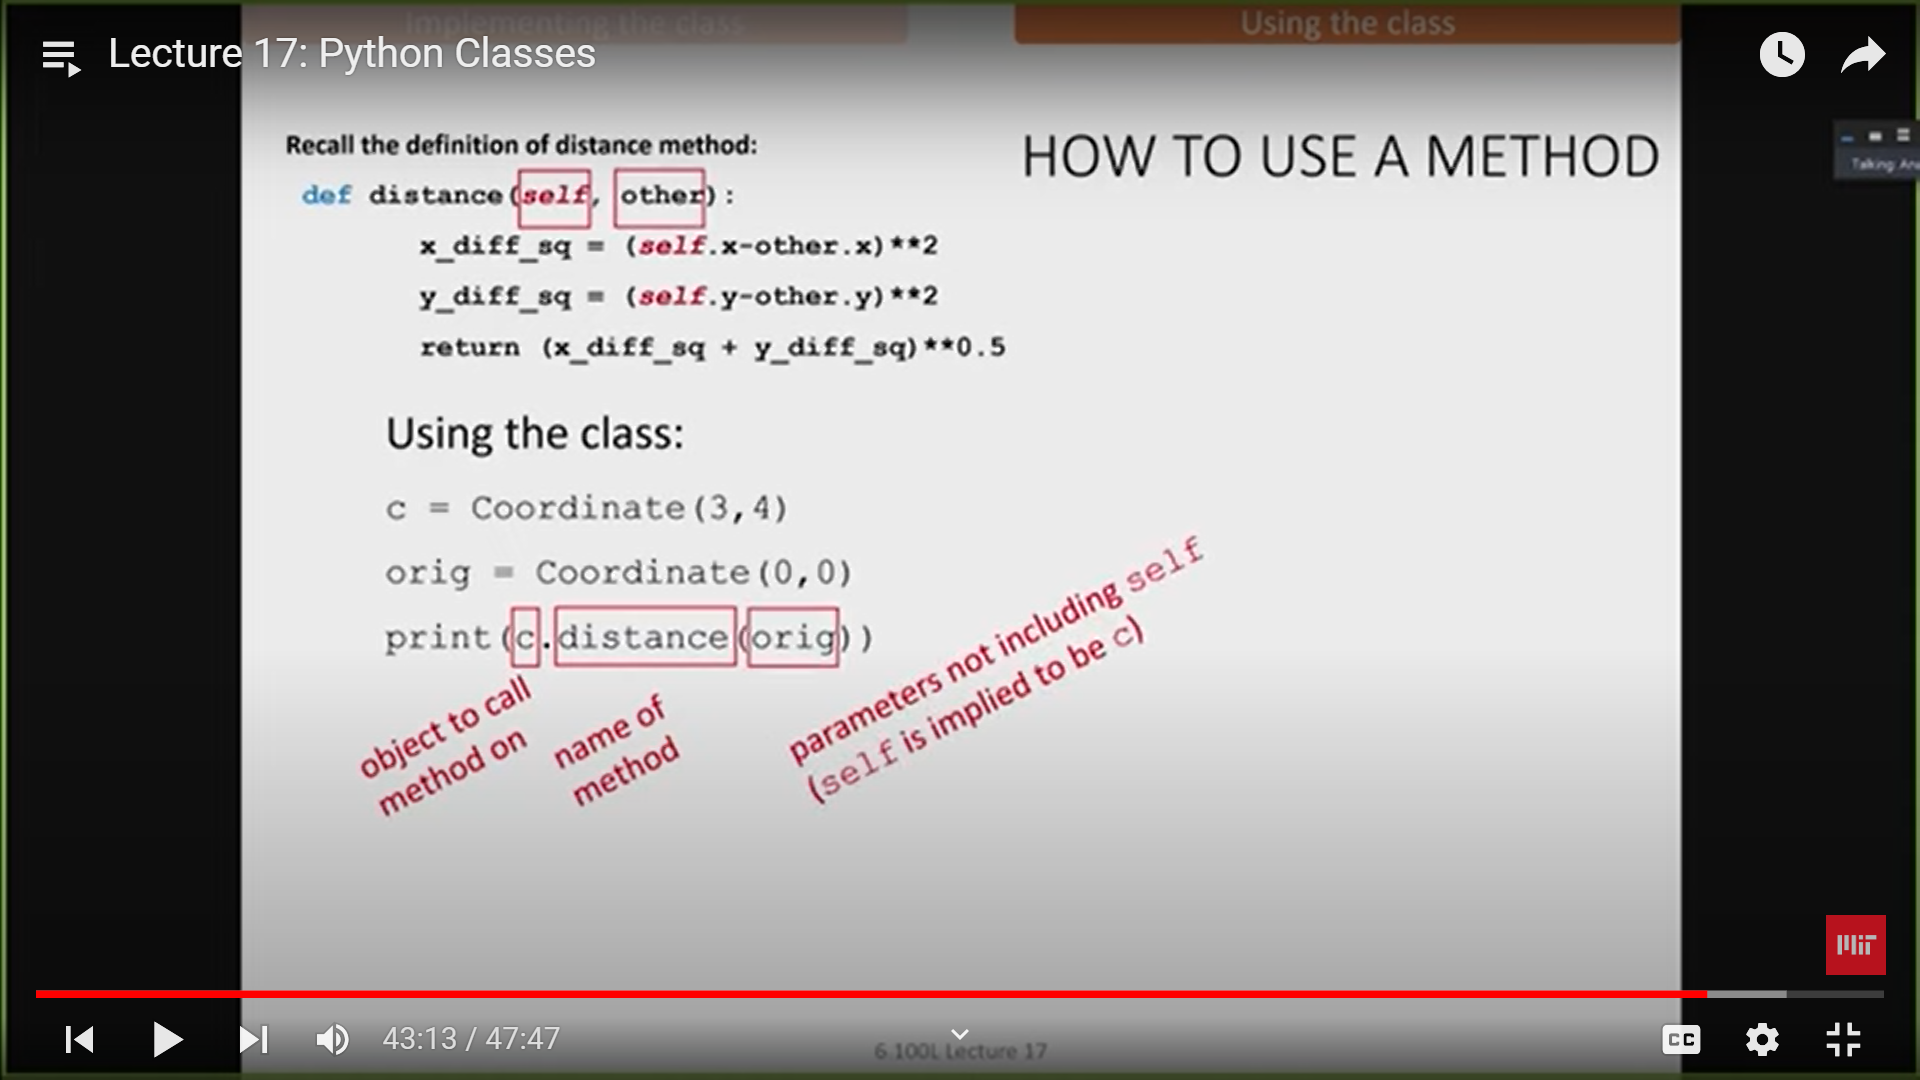 Implementing the class
Using the class
Lecture 17: Python Classes
Recall the definition of distance method:
HOW TO USE A METHOD
Talking:
def distance(self, other):
x_diff_sq = (self.x-other.x)**2
y_diff_sq = (self.y-other.y)**2
return (x_diff_sq + y_diff_sq)**0.5
Using the class:
c = Coordinate(3,4)
orig = Coordinate(0,0)
print(c.distance(orig))
object to call
method on
name of
method
parameters not including self
(self is implied to be c)
MIT
43:13 / 47:47
CC
6.100L Lecture 17